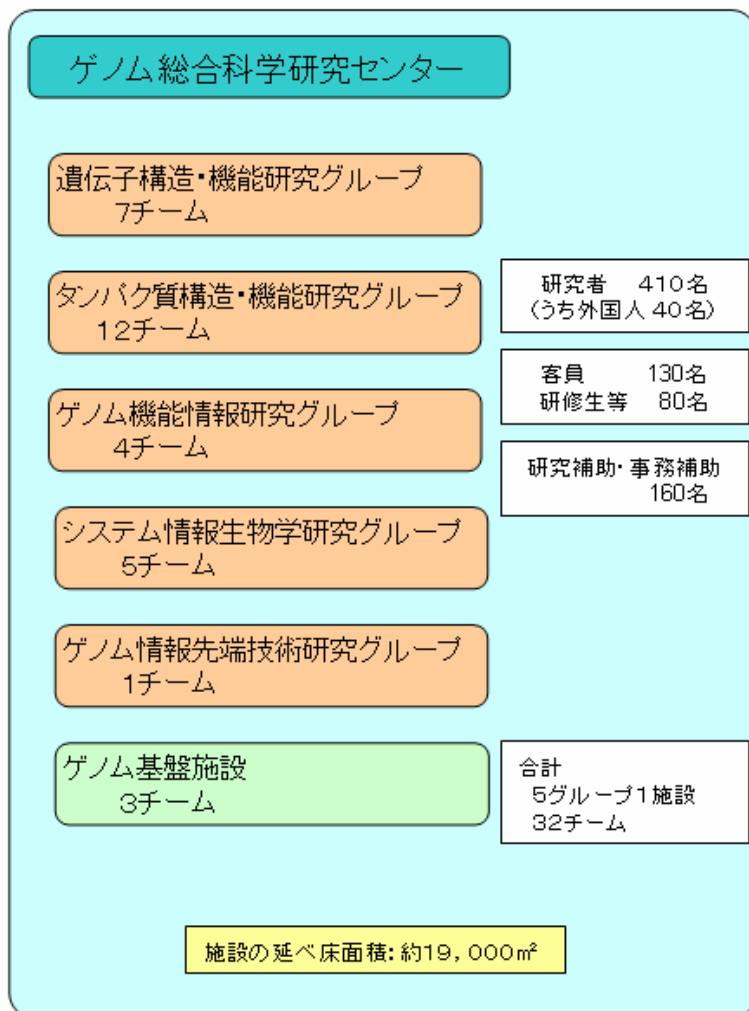 ゲノム総合科学研究センター
遺伝子構造・機能研究グループ
7チーム
タンパク質構造・機能研究グループ
12チーム
研究者 410名
(うち外国人 40名)
客員 130名
研修生等 80名
ゲノム機能情報研究グループ
4チーム
研究補助・事務補助
160名
システム情報生物学研究グループ
5チーム
ゲノム情報先端技術研究グループ
1チーム
ゲノム基盤施設
3チーム
合計
5グループ1施設
32チーム
施設の延べ床面積:約19,000㎡